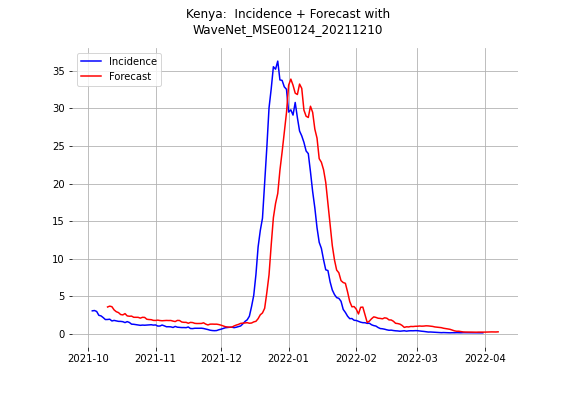 Kenya:  Incidence + Forecast with
WaveNet_MSE00124_20211210
Incidence
Forecast
35
30
25
20
15
10
5
0
2021-10 2021-11 2021-12 2022-01 2022-02 2022-03 2022-04